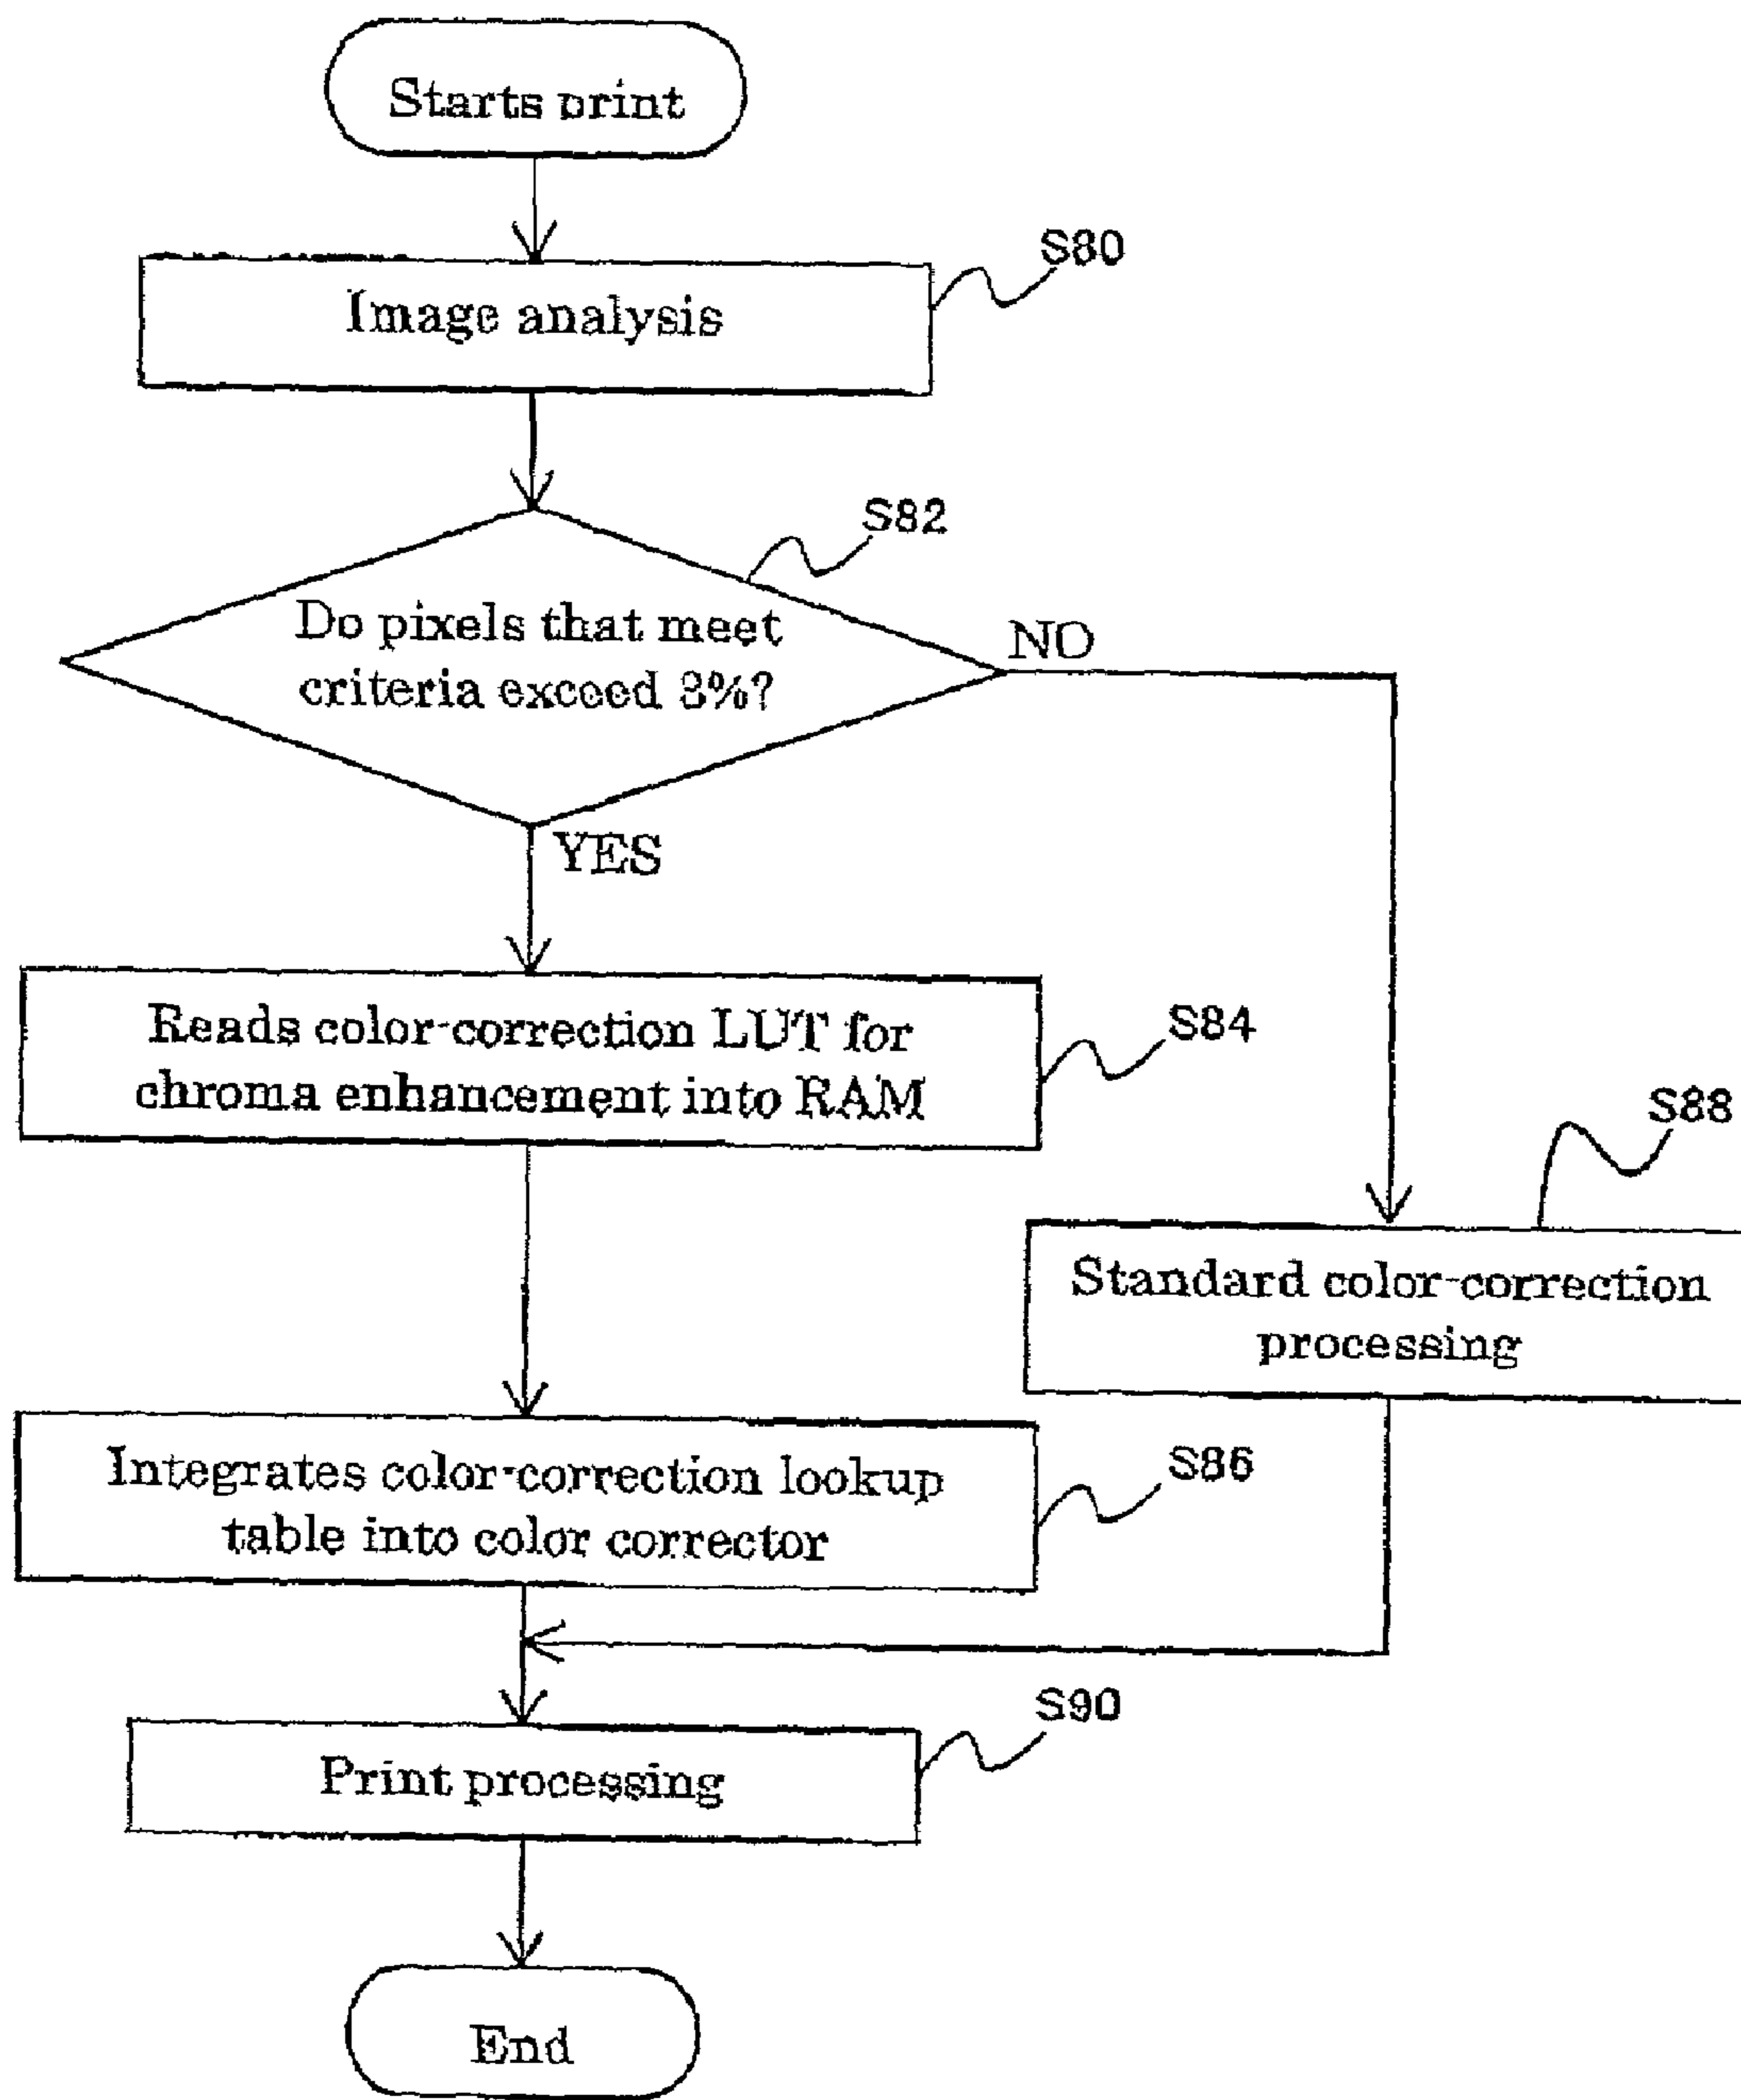 Starts print
S80
Image analysis
S82
Do pixels that meet
criteria exceed 3%?
NO
YES
Reads color-correction LUT for
chroma enhancement into RAM
S84
S88
Standard color-correction
processing
Integrates color-correction lookup
table into color corrector
S86
S90
Print processing
End